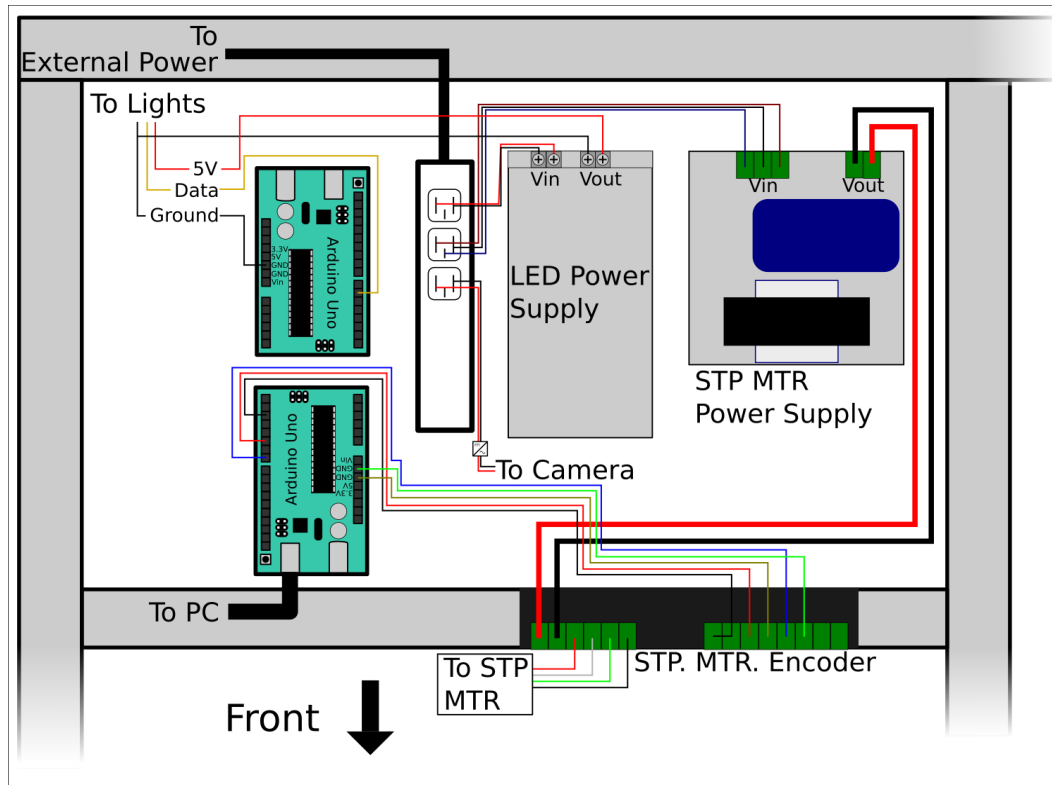 To
External Power
To Lights
5V
Data
Ground
3.3V
5V
GND
GND
Vin
Arduino Uno
Vin
Vout
LED Power
Supply
Vin
Vout
STP MTR
Power Supply
Arduino Uno
Vin
GND
GND
5V
3.3V
To Camera
To PC
STP. MTR. Encoder
To STP
MTR
Front